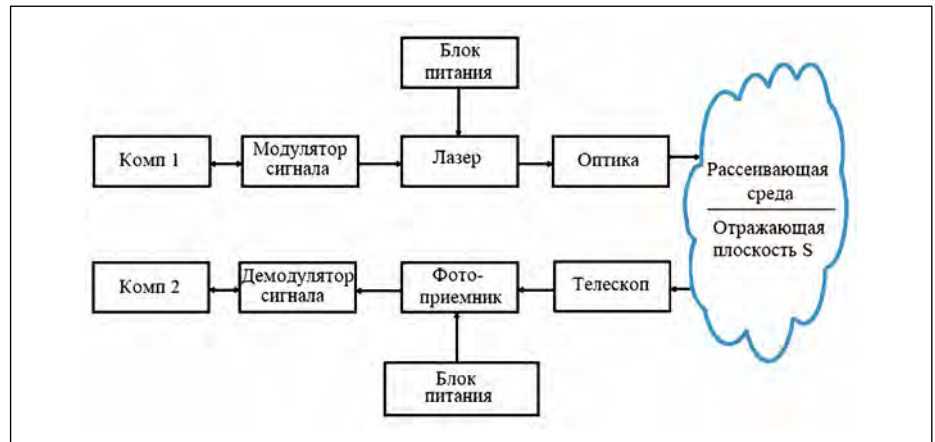 Блок
питания
Комп 1
Модулятор
сигнала
Лазер
Оптика
Рассеивающая
среда
Отражающая
плоскость S
Комп 2
Демодулятор
сигнала
Фото-
приемник
Телескоп
Блок
питания